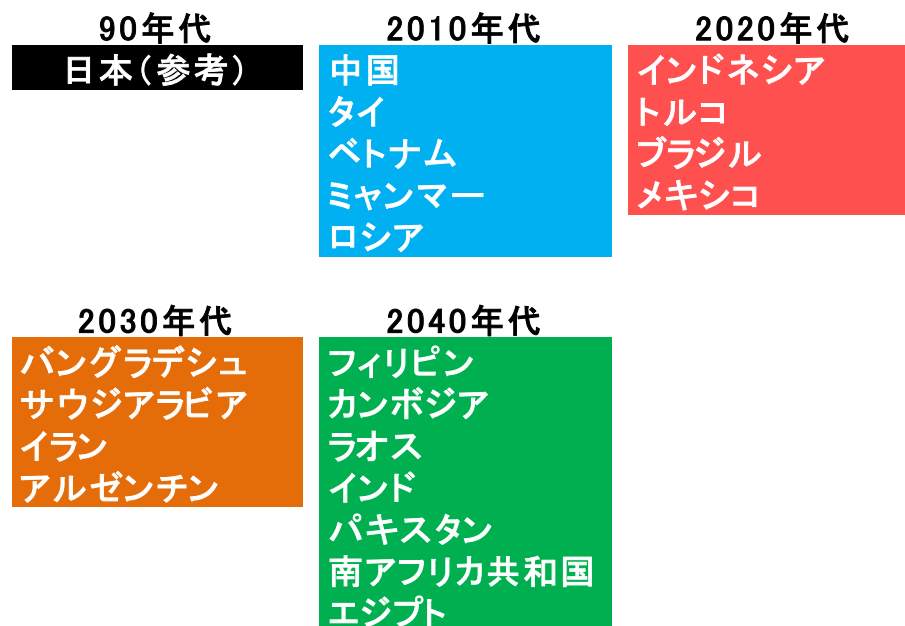 90年代
日本(参考)
2010年代
中国
タイ
ベトナム
ミャンマー
ロシア
2020年代
インドネシア
トルコ
ブラジル
メキシコ
2030年代
バングラデシュ
サウジアラビア
イラン
アルゼンチン
2040年代
フィリピン
カンボジア
ラオス
インド
パキスタン
南アフリカ共和国
エジプト